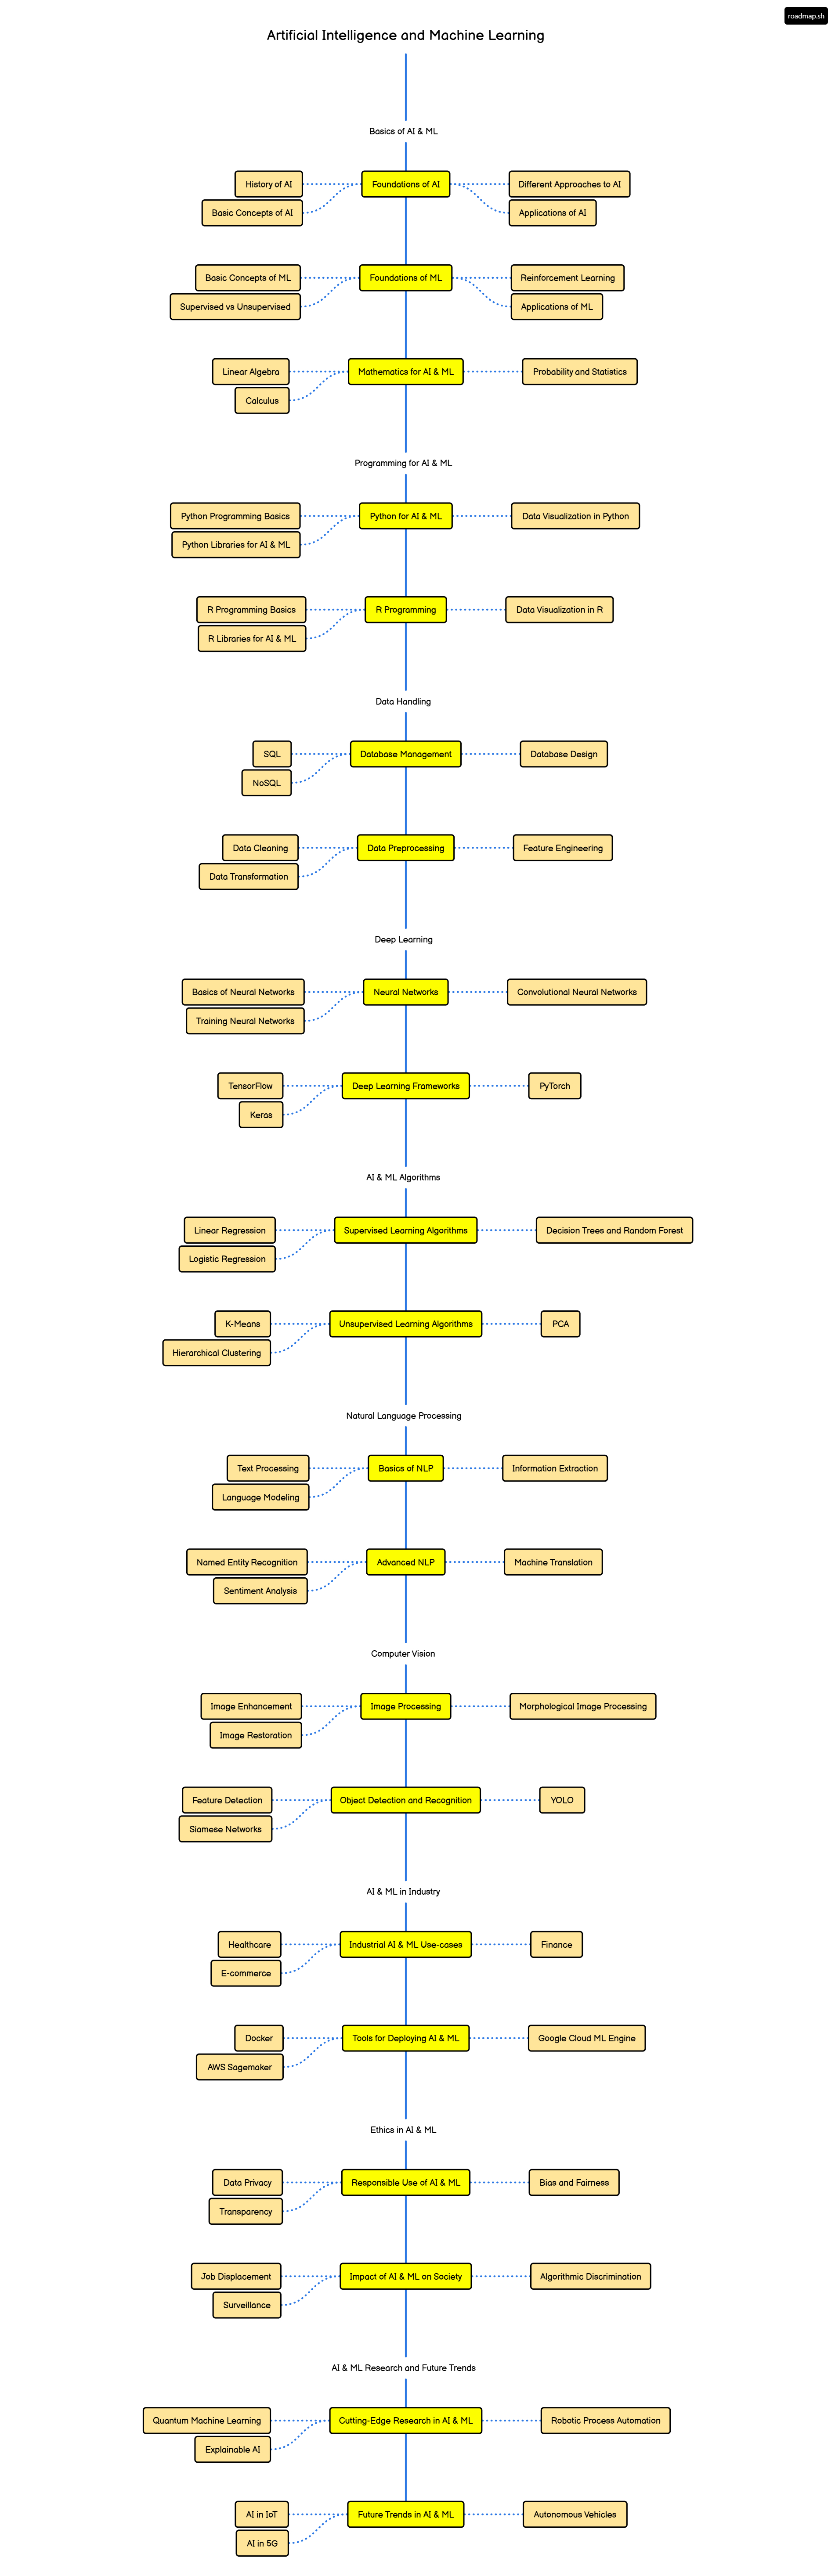 roadmap.sh
Artificial Intelligence and Machine Learning
Basics of AI & ML
History of AI
Foundations of AI
Different Approaches to AI
Basic Concepts of AI
Applications of AI
Basic Concepts of ML
Foundations of ML
Reinforcement Learning
Supervised vs Unsupervised
Applications of ML
Linear Algebra
Mathematics for AI & ML
Probability and Statistics
Calculus
Programming for AI & ML
Python Programming Basics
Python for AI & ML
Data Visualization in Python
Python Libraries for AI & ML
R Programming Basics
R Programming
Data Visualization in R
R Libraries for AI & ML
Data Handling
SQL
Database Management
Database Design
NoSQL
Data Cleaning
Data Preprocessing
Feature Engineering
Data Transformation
Deep Learning
Basics of Neural Networks
Neural Networks
Convolutional Neural Networks
Training Neural Networks
TensorFlow
Deep Learning Frameworks
PyTorch
Keras
AI & ML Algorithms
Linear Regression
Supervised Learning Algorithms
Decision Trees and Random Forest
Logistic Regression
K-Means
Unsupervised Learning Algorithms
PCA
Hierarchical Clustering
Natural Language Processing
Text Processing
Basics of NLP
Information Extraction
Language Modeling
Named Entity Recognition
Advanced NLP
Machine Translation
Sentiment Analysis
Computer Vision
Image Enhancement
Image Processing
Morphological Image Processing
Image Restoration
Feature Detection
Object Detection and Recognition
YOLO
Siamese Networks
AI & ML in Industry
Healthcare
Industrial AI & ML Use-cases
Finance
E-commerce
Docker
Tools for Deploying AI & ML
Google Cloud ML Engine
AWS Sagemaker
Ethics in AI & ML
Data Privacy
Responsible Use of AI & ML
Bias and Fairness
Transparency
Job Displacement
Impact of AI & ML on Society
Algorithmic Discrimination
Surveillance
AI & ML Research and Future Trends
Quantum Machine Learning
Cutting-Edge Research in AI & ML
Robotic Process Automation
Explainable AI
AI in IoT
Future Trends in AI & ML
Autonomous Vehicles
AI in 5G